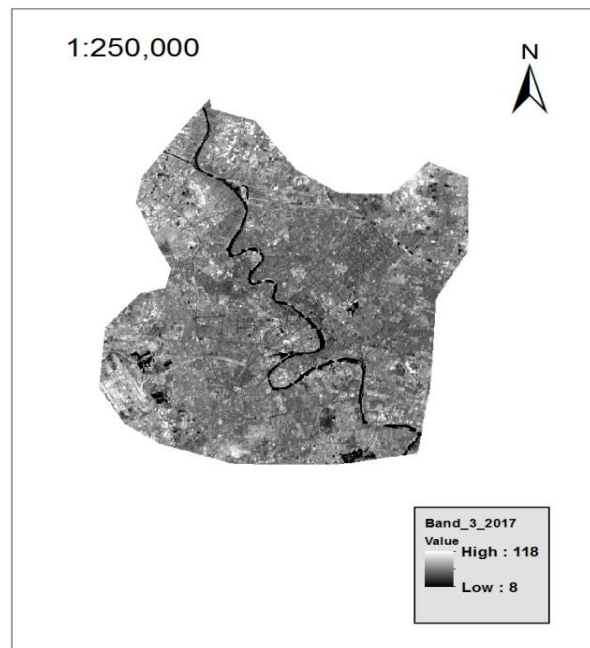 1:250,000
N
Band_3_2017
Value
High : 118
Low : 8